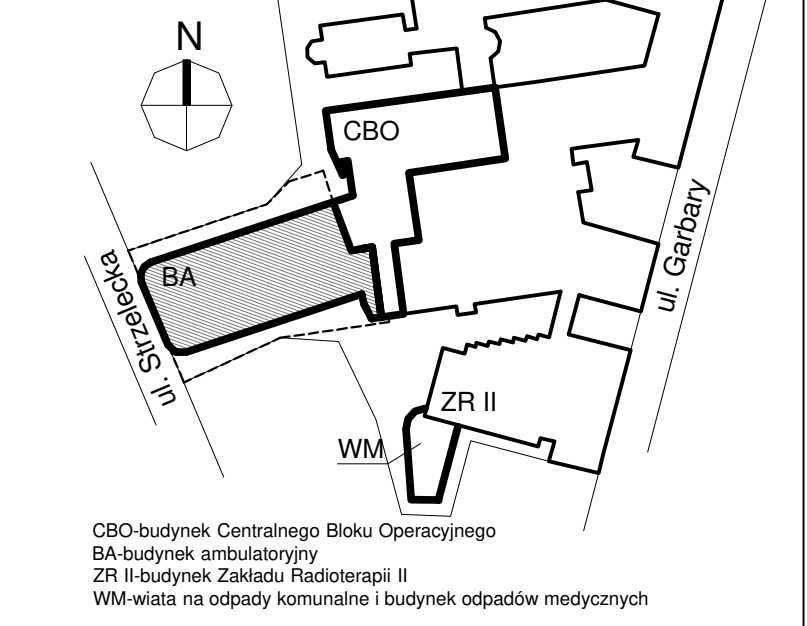 N
CBO
BA
ul. Strzelecka
ul. Garbary
ZR II
WM
CBO-budynek Centralnego Bloku Operacyjnego
BA-budynek ambulatoryjny
ZR II-budynek Zakładu Radioterapii II
WM-wiata na odpady komunalne i budynek odpadów medycznych